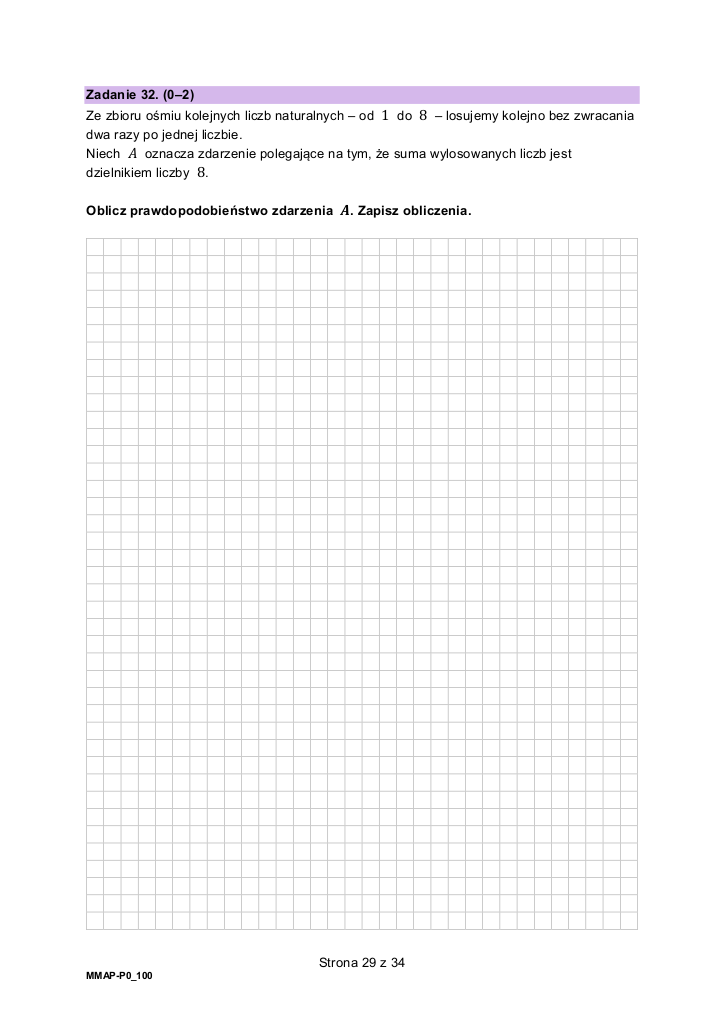 Zadanie 32. (0–2)
Ze zbioru ośmiu kolejnych liczb naturalnych – od 1 do 8 – losujemy kolejno bez zwracania
dwa razy po jednej liczbie.
Niech A oznacza zdarzenie polegające na tym, że suma wylosowanych liczb jest
dzielnikiem liczby 8.
Oblicz prawdopodobieństwo zdarzenia A. Zapisz obliczenia.
Strona 29 z 34
MMAP-P0_100